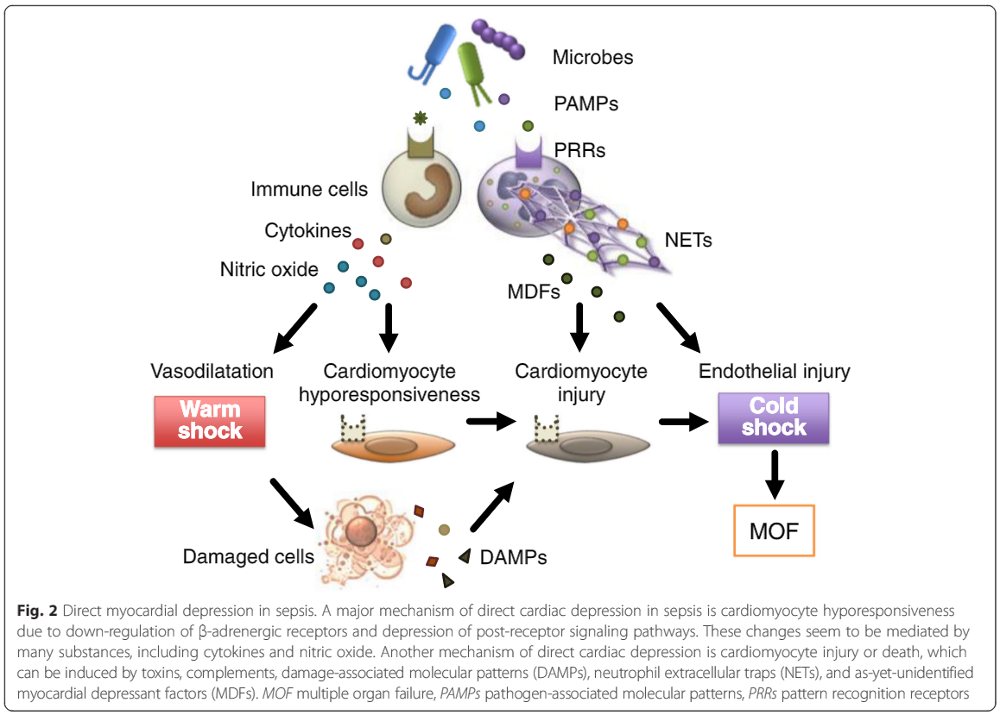 Microbes
PAMPs
PRRs
Immune cells
Cytokines
NETs
Nitric oxide
MDFs
Vasodilatation
Cardiomyocyte
hyporesponsiveness
Cardiomyocyte
injury
Endothelial injury
Warm
shock
Cold
shock
Damaged cells
DAMPs
MOF
Fig. 2 Direct myocardial depression in sepsis. A major mechanism of direct cardiac depression in sepsis is cardiomyocyte hyporesponsiveness
due to down-regulation of β-adrenergic receptors and depression of post-receptor signaling pathways. These changes seem to be mediated by
many substances, including cytokines and nitric oxide. Another mechanism of direct cardiac depression is cardiomyocyte injury or death, which
can be induced by toxins, complements, damage-associated molecular patterns (DAMPs), neutrophil extracellular traps (NETs), and as-yet-unidentified
myocardial depressant factors (MDFs). MOF multiple organ failure, PAMPs pathogen-associated molecular patterns, PRRs pattern recognition receptors